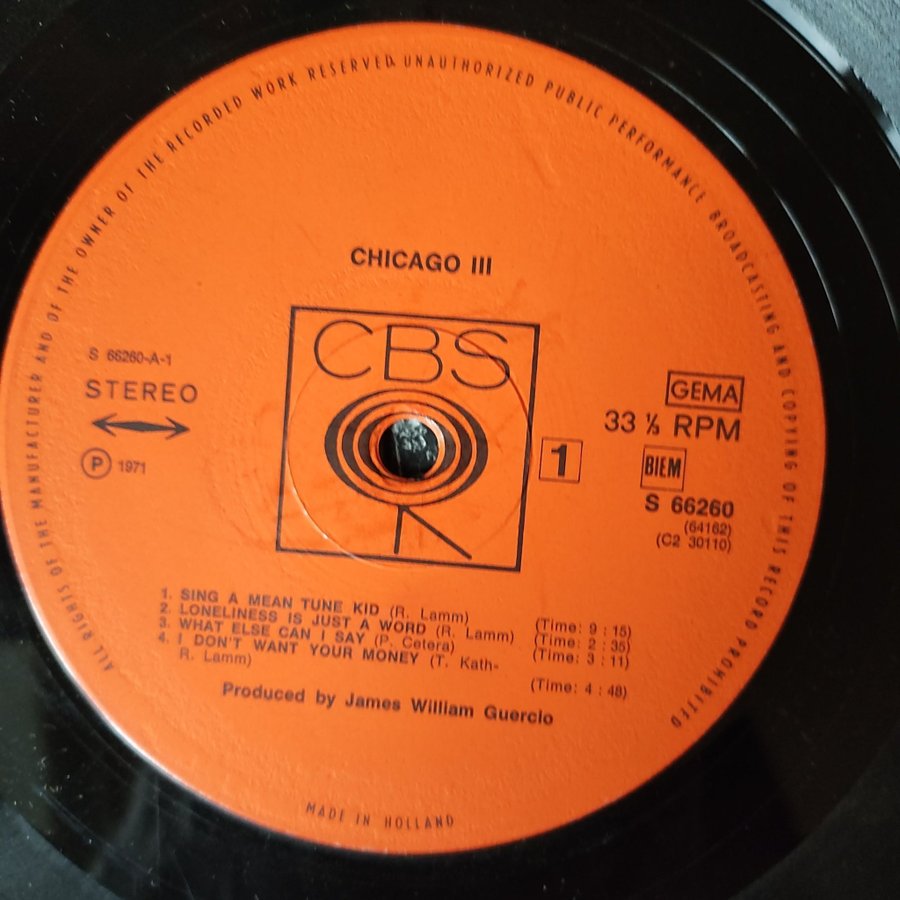 ALL RIGHTS OF THE MANUFACTURER AND OF THE OWNER OF THE RECORDED WORK RESERVED UNAUTHORIZED PUBLIC PERFORMANCE BROADCASTING AND COPYING OF THIS RECORD PROHIBITED
CHICAGO III
CBS
S 66260-A-1
STEREO
P 1971
1
GEMA
33 ⅓ RPM
BIEM
S 66260
(64162)
(C2 30110)
1. SING A MEAN TUNE KID (R. Lamm) (Time: 9 : 15)
2. LONELINESS IS JUST A WORD (R. Lamm) (Time: 2 : 35)
3. WHAT ELSE CAN I SAY (P. Cetera) (Time: 3 : 11)
4. I DON'T WANT YOUR MONEY (T. Kath-
R. Lamm) (Time: 4 : 48)
Produced by James William Guercio
MADE IN HOLLAND